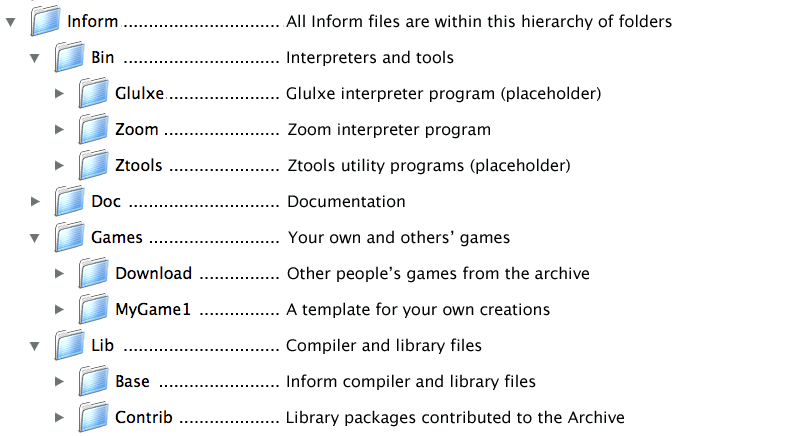 Inform ............................ All Inform files are within this hierarchy of folders
Bin ............................ Interpreters and tools
Glulxe .................... Glulxe interpreter program (placeholder)
Zoom ..................... Zoom interpreter program
Ztools .................... Ztools utility programs (placeholder)
Doc ........................... Documentation
Games ....................... Your own and others’ games
Download .............. Other people’s games from the archive
MyGame1 .............. A template for your own creations
Lib ............................ Compiler and library files
Base ...................... Inform compiler and library files
Contrib .................. Library packages contributed to the Archive